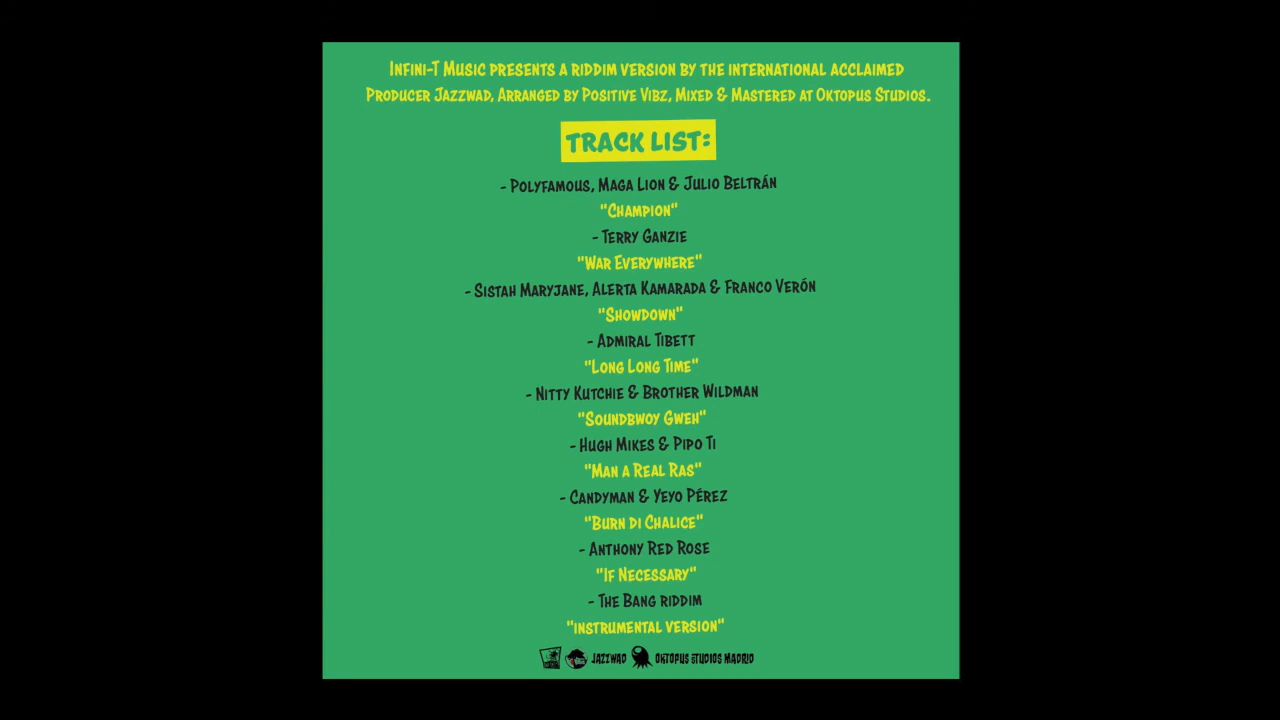 Infini-T Music presents a riddim version by the international acclaimed
Producer Jazzwad, Arranged by Positive Vibz, Mixed & Mastered at Oktopus Studios.
TRACK LIST:
- Polyfamous, Maga Lion & Julio Beltrán
"Champion"
- Terry Ganzie
"War Everywhere"
- Sistah Maryjane, Alerta Kamarada & Franco Verón
"Showdown"
- Admiral Tibett
"Long Long Time"
- Nitty Kutchie & Brother Wildman
"Soundbwoy Gweh"
- Hugh Mikes & Pipo Ti
"Man a Real Ras"
- Candyman & Yeyo Pérez
"Burn di Chalice"
- Anthony Red Rose
"If Necessary"
- The Bang riddim
"instrumental version"
JAZZWAD OKTOPUS STUDIOS MADRID